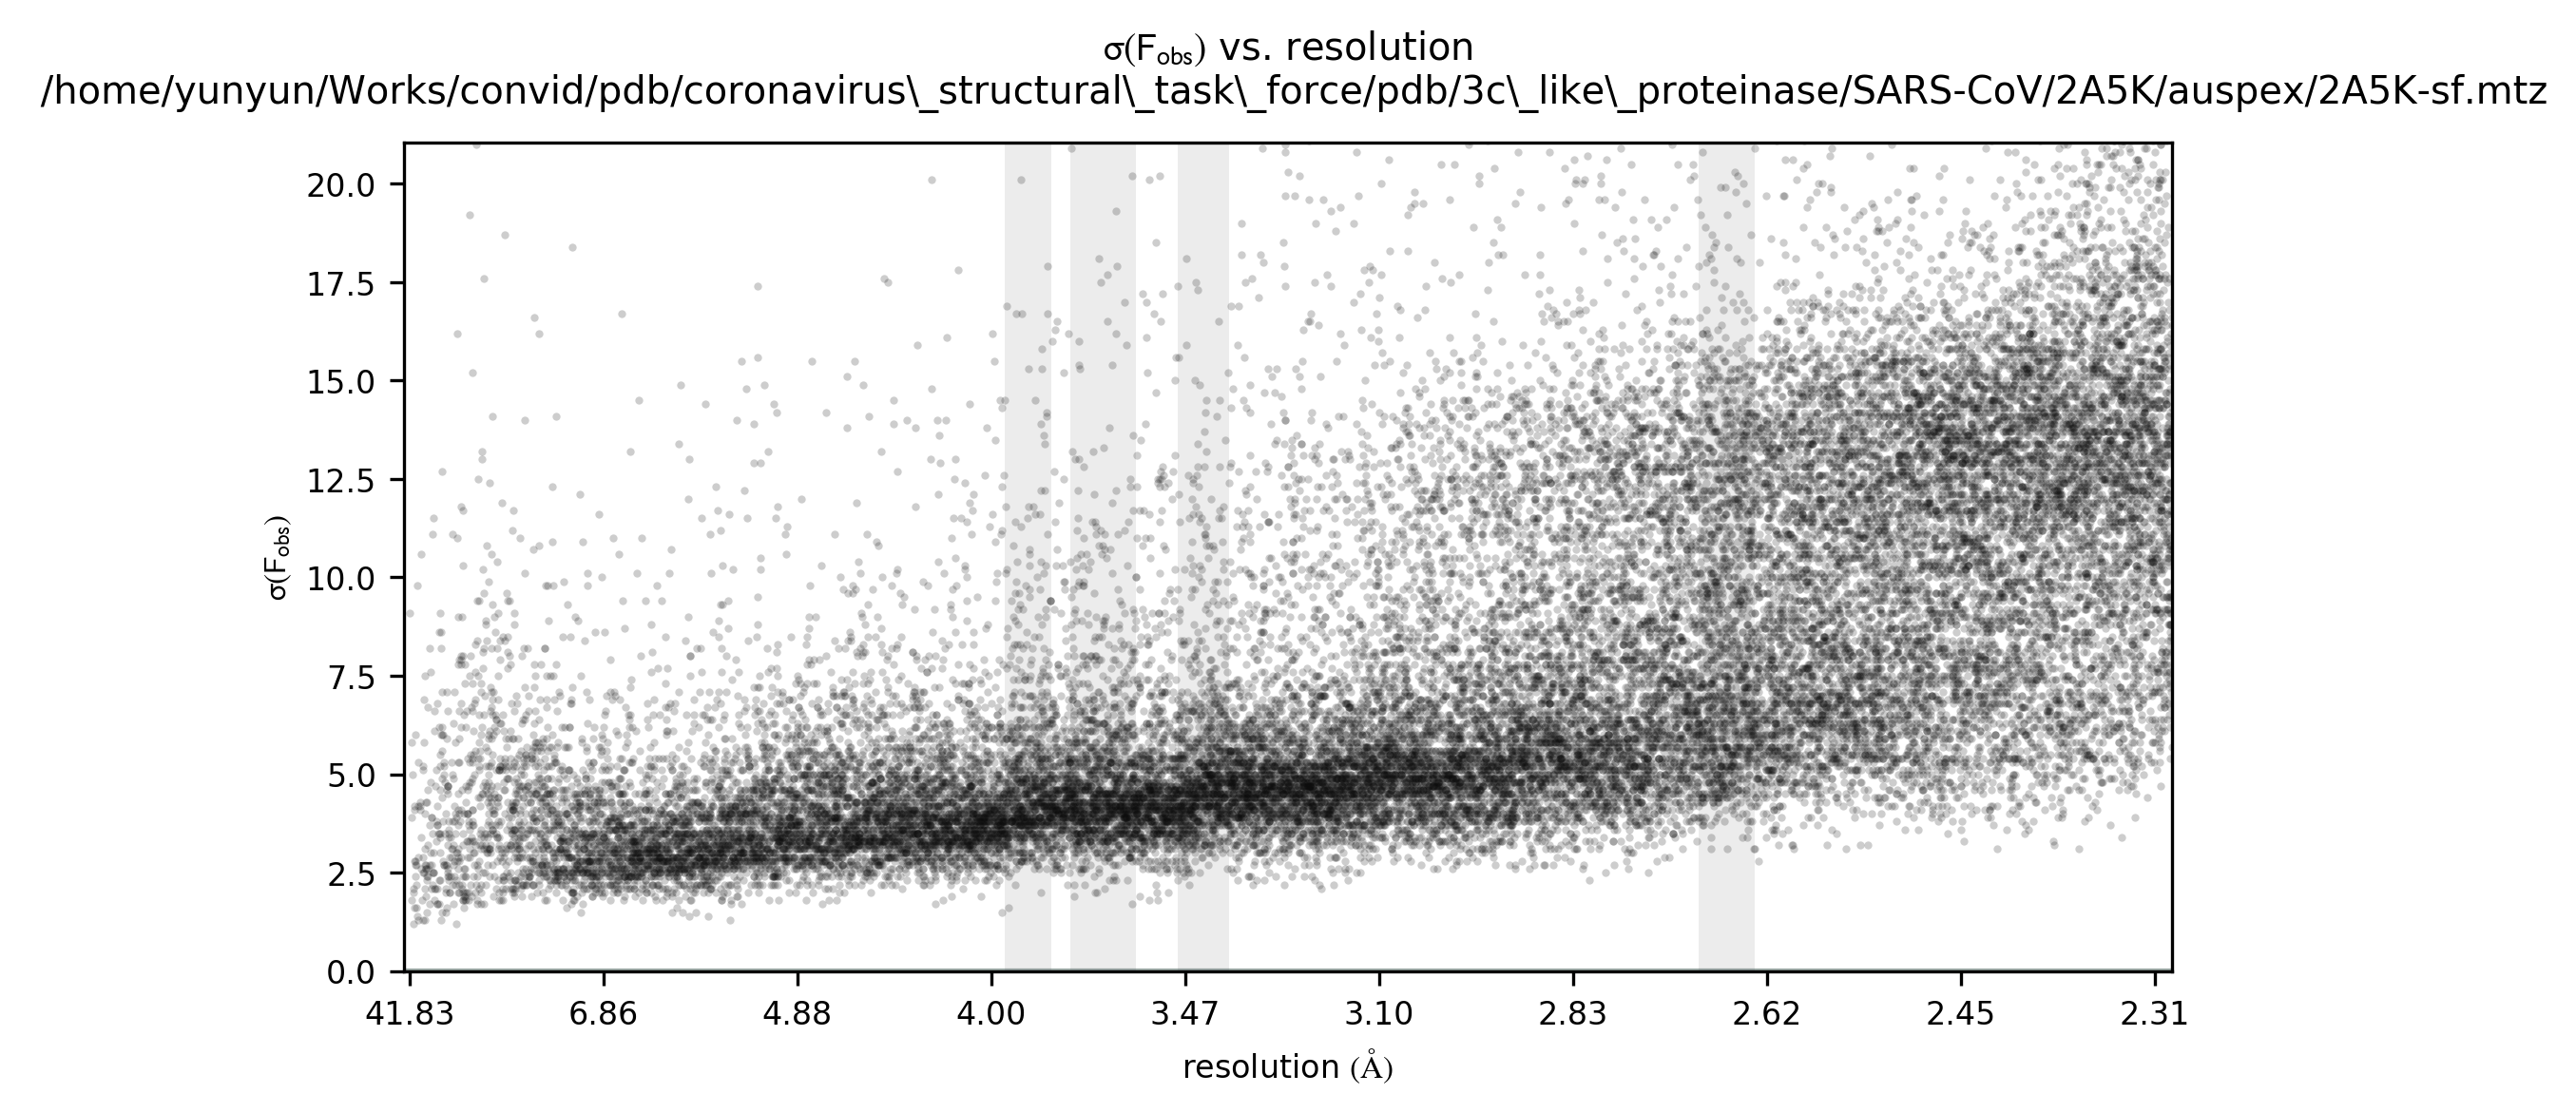 σ(F_obs) vs. resolution
/home/yunyun/Works/convid/pdb/coronavirus\_structural\_task\_force/pdb/3c\_like\_proteinase/SARS-CoV/2A5K/auspex/2A5K-sf.mtz
20.0
17.5
15.0
12.5
10.0
7.5
5.0
2.5
0.0
σ(F_obs)
41.83 6.86 4.88 4.00 3.47 3.10 2.83 2.62 2.45 2.31
resolution (Å)